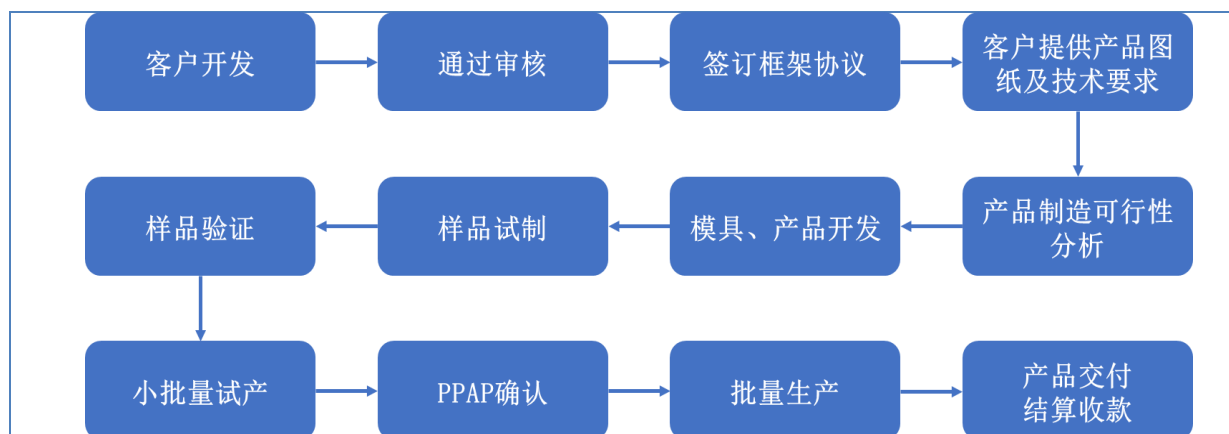 客户开发
通过审核
签订框架协议
客户提供产品图
纸及技术要求
产品制造可行性
分析
模具、产品开发
样品试制
样品验证
小批量试产
PPAP确认
批量生产
产品交付
结算收款